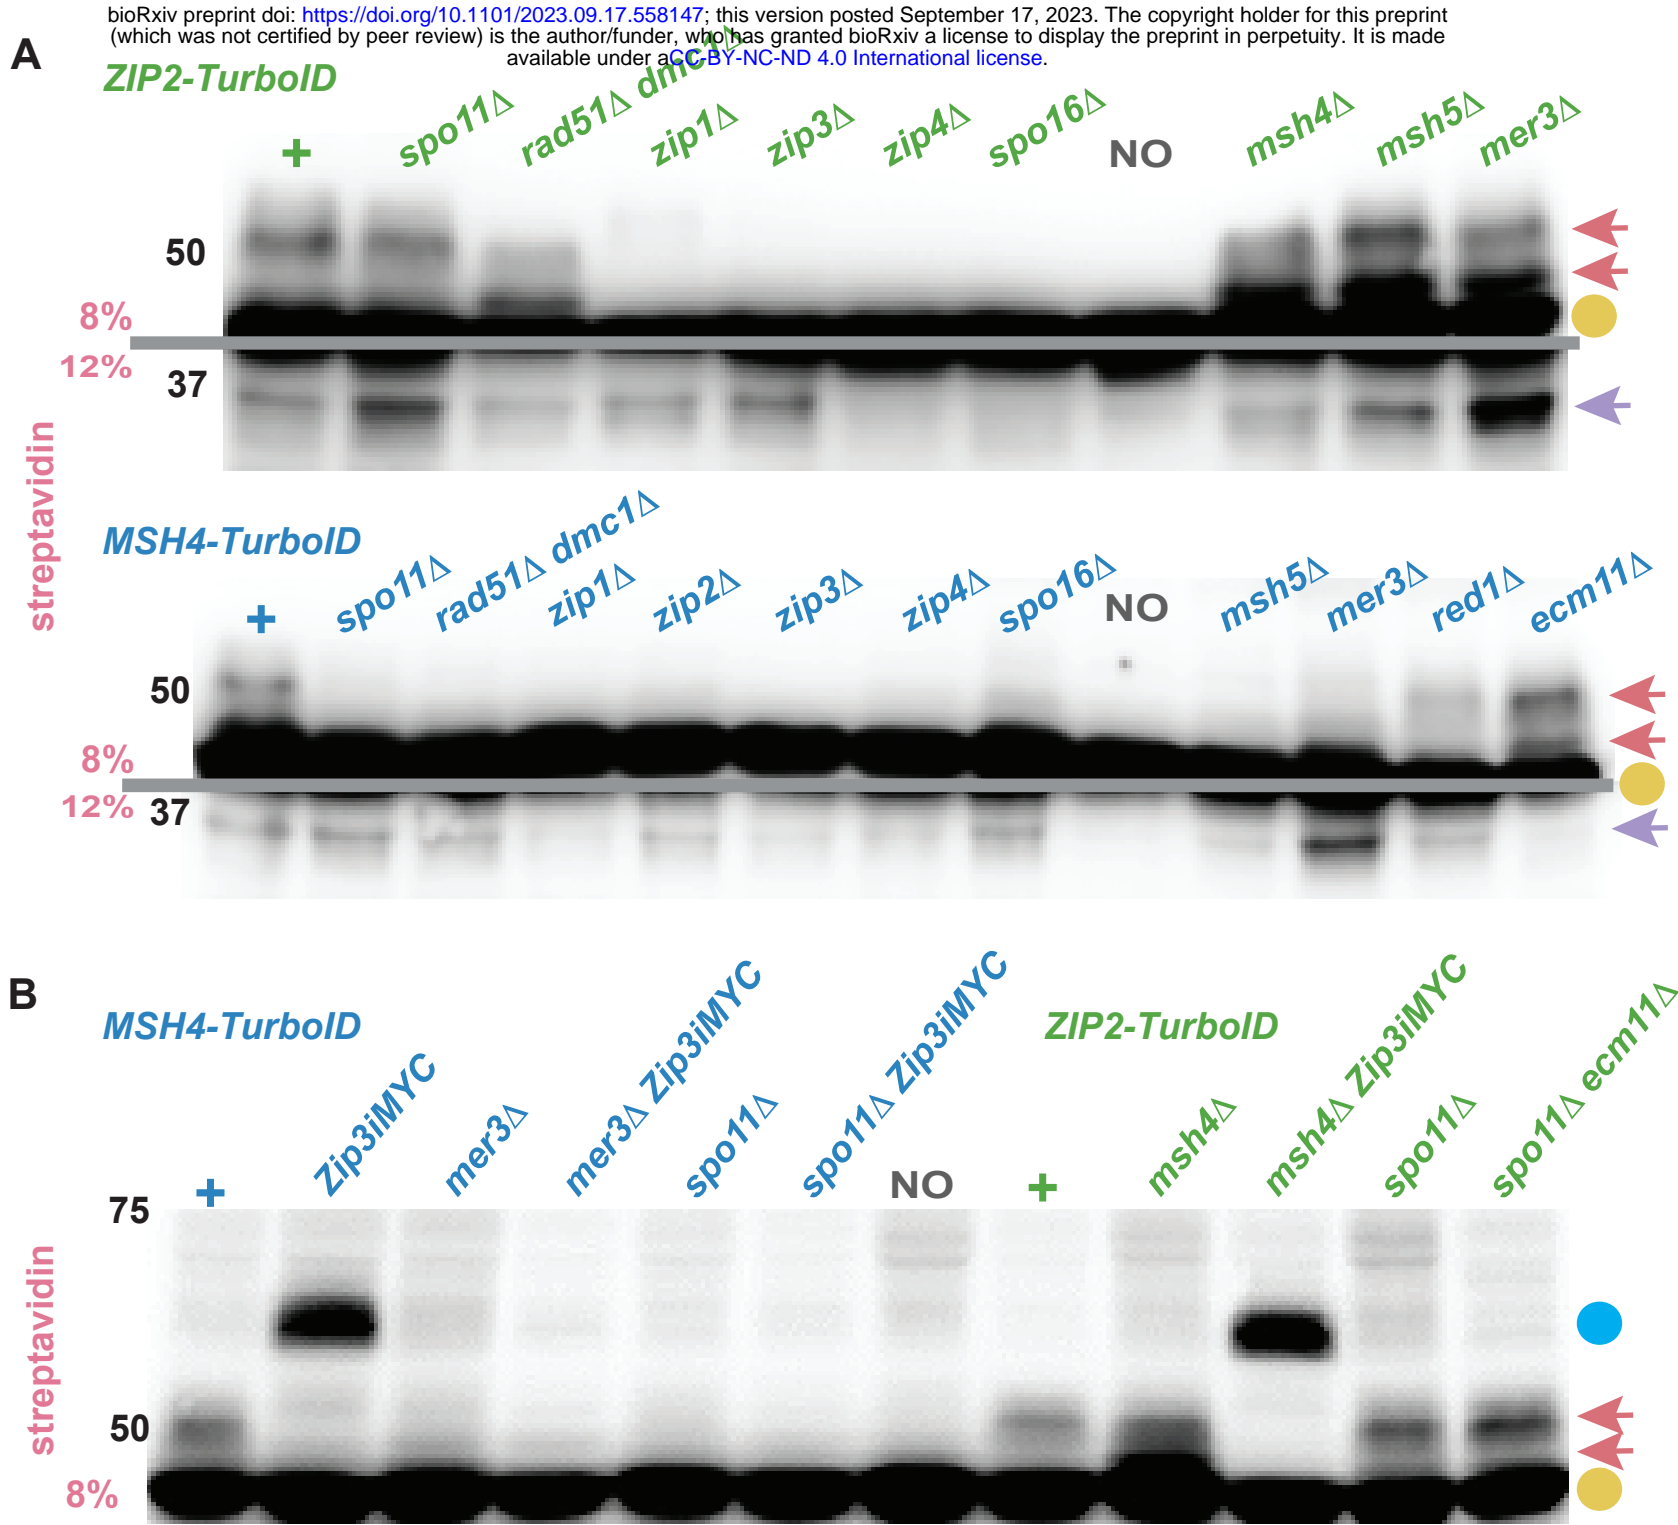 bioRxiv preprint doi: https://doi.org/10.1101/2023.09.17.558147; this version posted September 17, 2023. The copyright holder for this preprint
(which was not certified by peer review) is the author/funder, who has granted bioRxiv a license to display the preprint in perpetuity. It is made
available under aCC-BY-NC-ND 4.0 International license.
A
ZIP2-TurboID
+ spo11Δ rad51Δ dmc1Δ zip1Δ zip3Δ zip4Δ spo16Δ NO msh4Δ msh5Δ mer3Δ
50
8%
12%
37
streptavidin
MSH4-TurboID
+ spo11Δ rad51Δ dmc1Δ zip1Δ zip2Δ zip3Δ zip4Δ spo16Δ NO msh5Δ mer3Δ red1Δ ecm11Δ
50
8%
12%
37
B
MSH4-TurboID ZIP2-TurboID
+ Zip3iMYC mer3Δ mer3Δ Zip3iMYC spo11Δ spo11Δ Zip3iMYC NO + msh4Δ msh4Δ Zip3iMYC spo11Δ spo11Δ ecm11Δ
75
streptavidin
50
8%